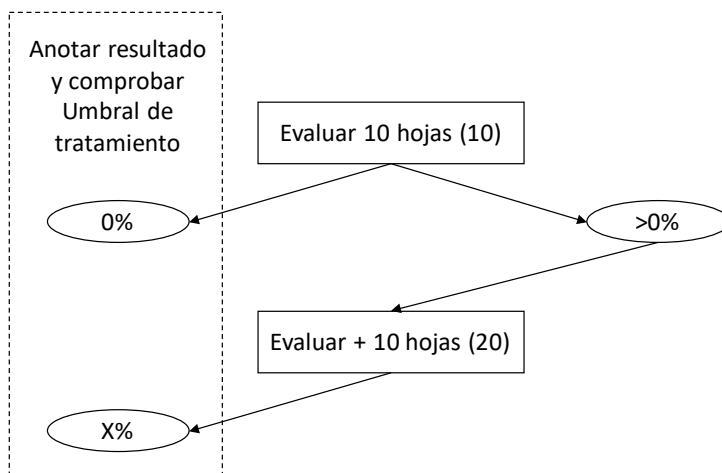 Anotar resultado
y comprobar
Umbral de
tratamiento
Evaluar 10 hojas (10)
0%
>0%
Evaluar + 10 hojas (20)
X%